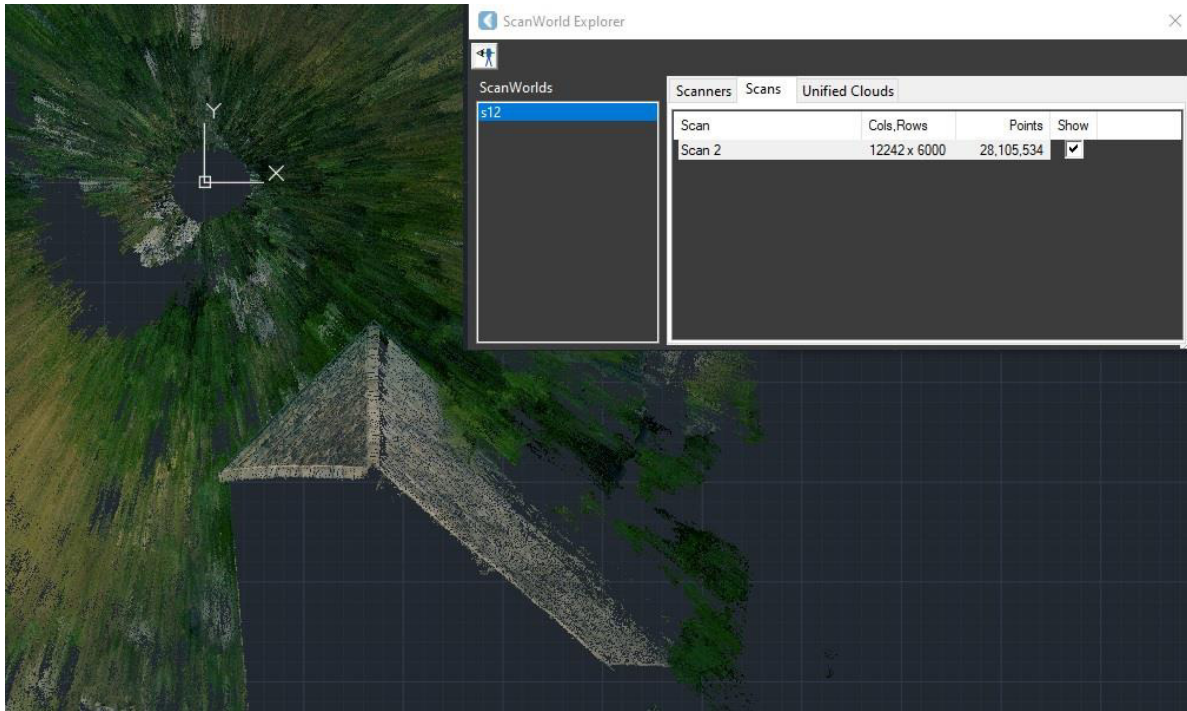 ScanWorld Explorer
ScanWorlds
s12
Scanners Scans Unified Clouds
Scan Cols,Rows Points Show
Scan 2 12242 x 6000 28,105,534
Y
X